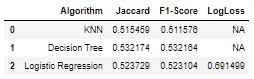 Algorithm Jaccard F1-Score LogLoss
0 KNN 0.515459 0.511576 NA
1 Decision Tree 0.532174 0.532164 NA
2 Logistic Regression 0.523729 0.523104 0.691499